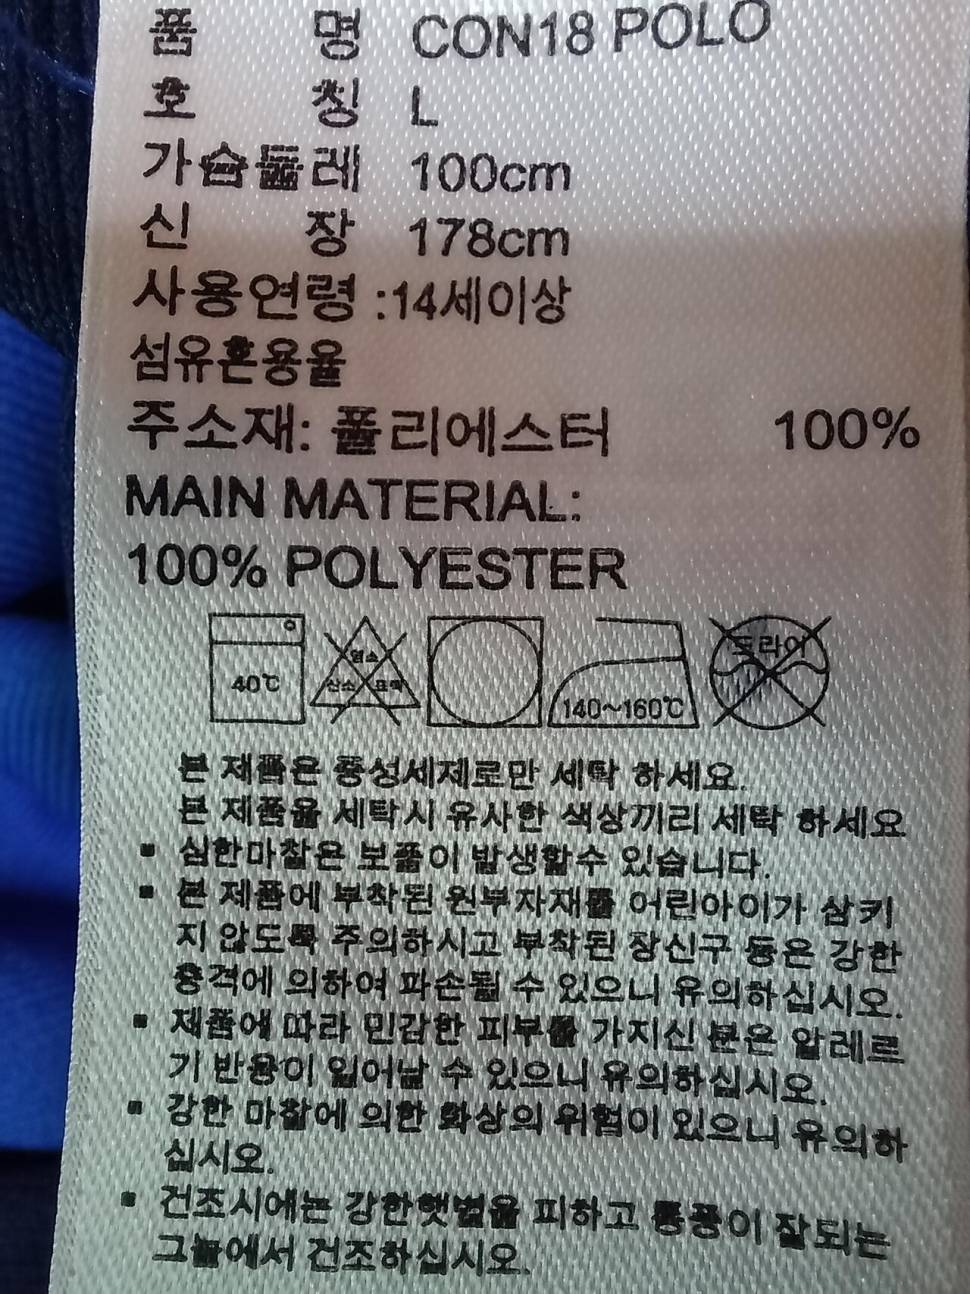 품 명 CON18 POLO
호 칭 L
가슴둘레 100cm
신 장 178cm
사용연령 :14세이상
섬유혼용율
주소재: 폴리에스터 100%
MAIN MATERIAL:
100% POLYESTER
40℃ 염소 산소 표백 140~160℃ 드라이
본 제품은 중성세제로만 세탁 하세요.
본 제품을 세탁시 유사한 색상끼리 세탁 하세요
▪ 심한마찰은 보풀이 발생할수 있습니다.
▪ 본 제품에 부착된 원부자재를 어린아이가 삼키
지 않도록 주의하시고 부착된 장신구 등은 강한
충격에 의하여 파손될 수 있으니 유의하십시오.
▪ 제품에 따라 민감한 피부를 가지신 분은 알레르
기 반응이 일어날 수 있으니 유의하십시오.
▪ 강한 마찰에 의한 화상의 위험이 있으니 유의하
십시오.
▪ 건조시에는 강한햇볕을 피하고 통풍이 잘되는
그늘에서 건조하십시오.